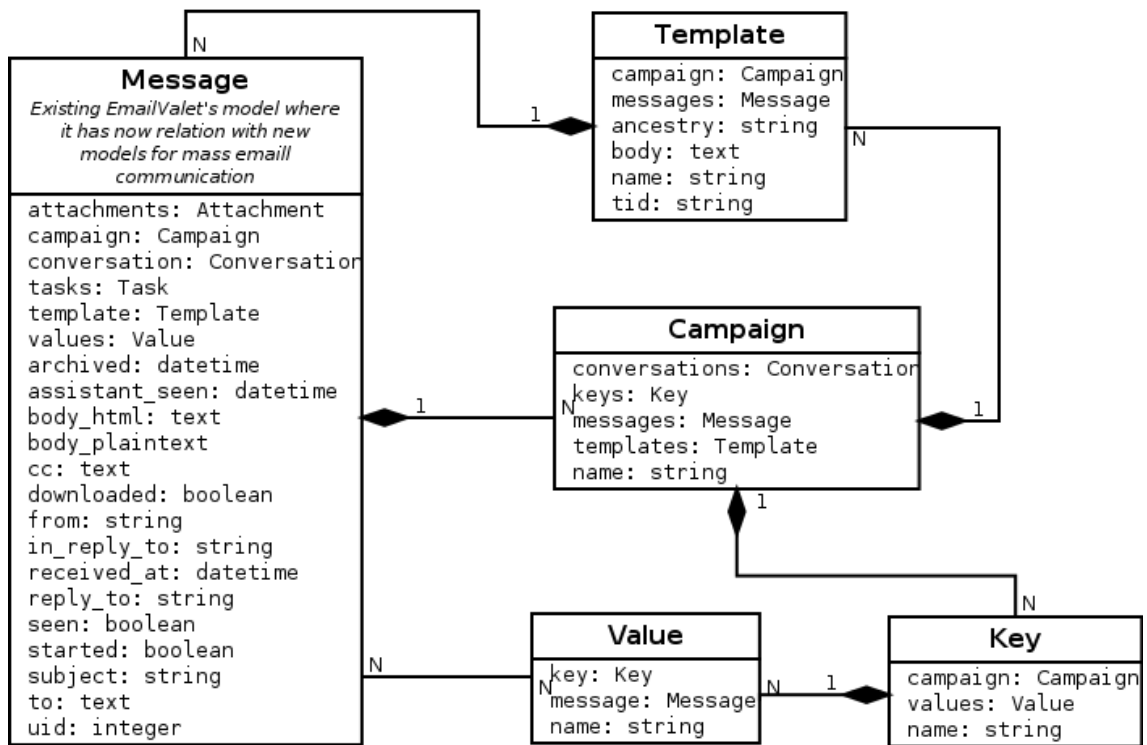 N
Message
Existing EmailValet's model where
it has now relation with new
models for mass emaill
communication
attachments: Attachment
campaign: Campaign
conversation: Conversation
tasks: Task
template: Template
values: Value
archived: datetime
assistant_seen: datetime
body_html: text
body_plaintext
cc: text
downloaded: boolean
from: string
in_reply_to: string
received_at: datetime
reply_to: string
seen: boolean
started: boolean
subject: string
to: text
uid: integer
1
Template
campaign: Campaign
messages: Message
ancestry: string
body: text
name: string
tid: string
N
1
N
Campaign
conversations: Conversation
keys: Key
messages: Message
templates: Template
name: string
1
1
N
N
Value
key: Key
message: Message
name: string
N
N
1
N
Key
campaign: Campaign
values: Value
name: string